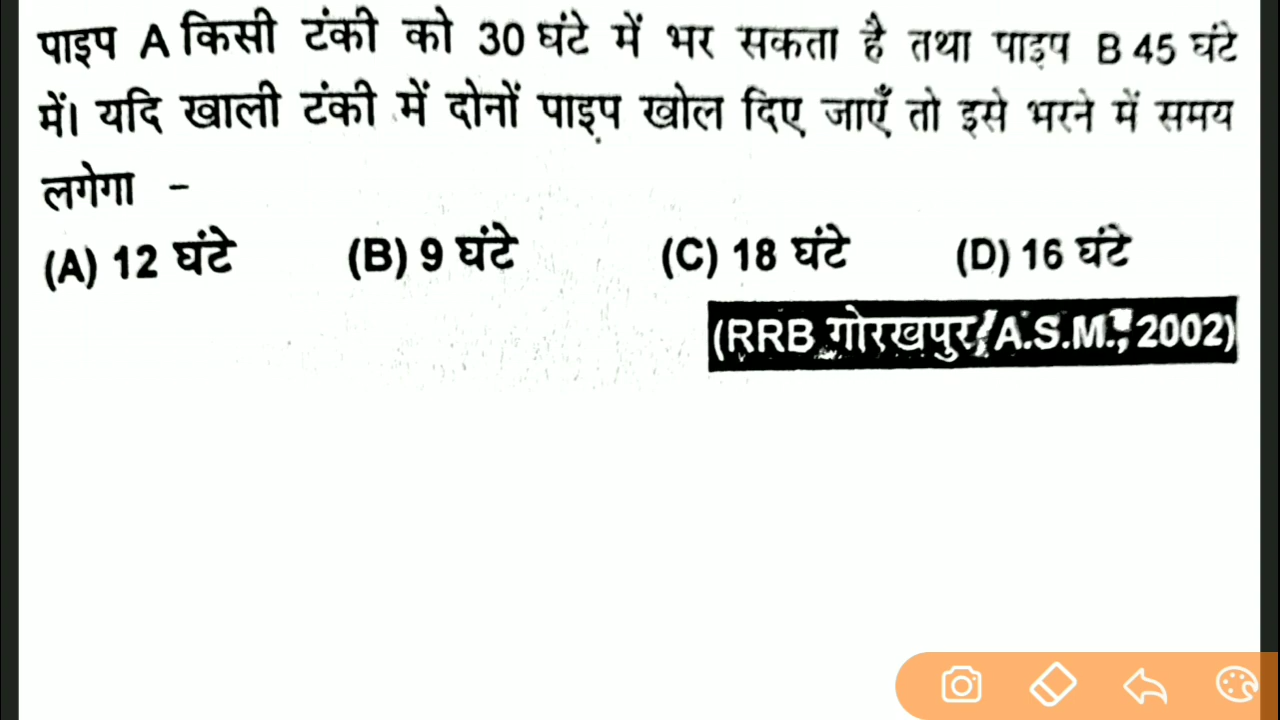 पाइप A किसी टंकी को 30 घंटे में भर सकता है तथा पाइप B 45 घंटे
में। यदि खाली टंकी में दोनों पाइप खोल दिए जाएँ तो इसे भरने में समय
लगेगा -
(A) 12 घंटे (B) 9 घंटे (C) 18 घंटे (D) 16 घंटे
(RRB गोरखपुर, A.S.M., 2002)